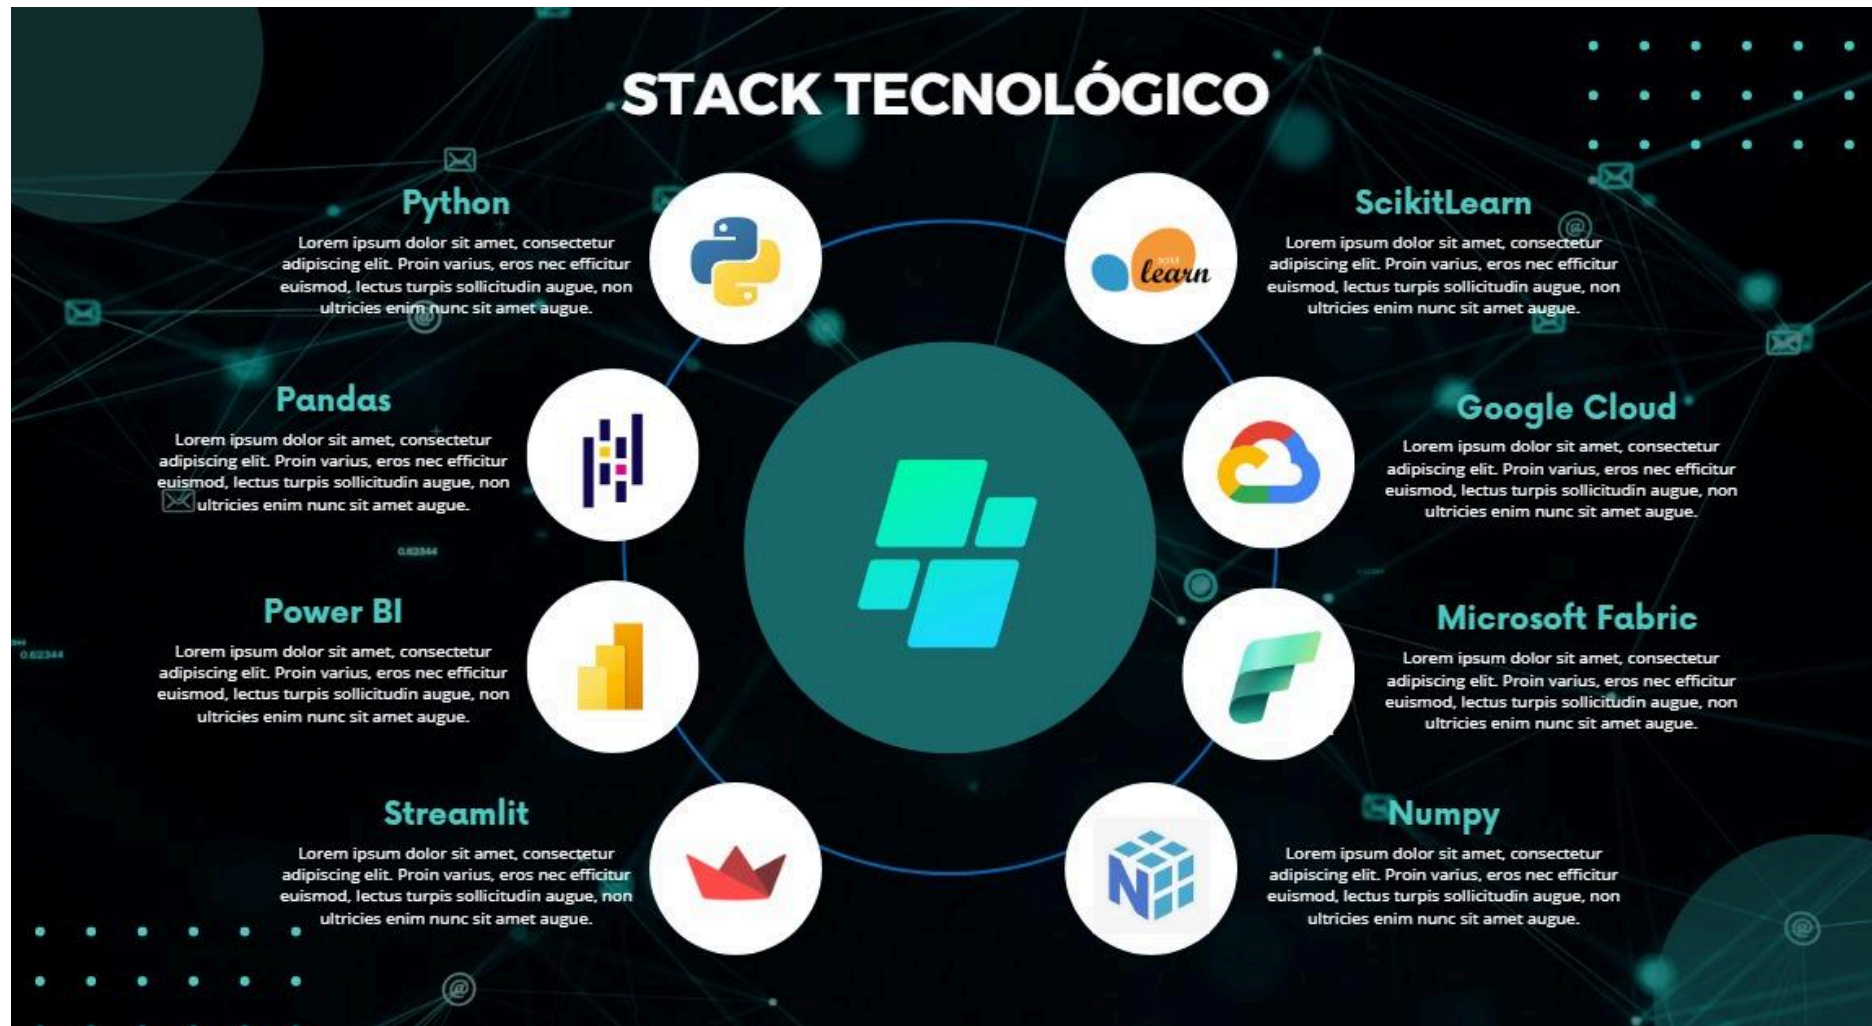 STACK TECNOLÓGICO
Python
Lorem ipsum dolor sit amet, consectetur
adipiscing elit. Proin varius, eros nec efficitur
euismod, lectus turpis sollicitudin augue, non
ultricies enim nunc sit amet augue.
scikit
learn
ScikitLearn
Lorem ipsum dolor sit amet, consectetur
adipiscing elit. Proin varius, eros nec efficitur
euismod, lectus turpis sollicitudin augue, non
ultricies enim nunc sit amet augue.
Pandas
Lorem ipsum dolor sit amet, consectetur
adipiscing elit. Proin varius, eros nec efficitur
euismod, lectus turpis sollicitudin augue, non
ultricies enim nunc sit amet augue.
0.62344
Google Cloud
Lorem ipsum dolor sit amet, consectetur
adipiscing elit. Proin varius, eros nec efficitur
euismod, lectus turpis sollicitudin augue, non
ultricies enim nunc sit amet augue.
Power BI
Lorem ipsum dolor sit amet, consectetur
adipiscing elit. Proin varius, eros nec efficitur
euismod, lectus turpis sollicitudin augue, non
ultricies enim nunc sit amet augue.
0.62344
Microsoft Fabric
Lorem ipsum dolor sit amet, consectetur
adipiscing elit. Proin varius, eros nec efficitur
euismod, lectus turpis sollicitudin augue, non
ultricies enim nunc sit amet augue.
Streamlit
Lorem ipsum dolor sit amet, consectetur
adipiscing elit. Proin varius, eros nec efficitur
euismod, lectus turpis sollicitudin augue, non
ultricies enim nunc sit amet augue.
N
Numpy
Lorem ipsum dolor sit amet, consectetur
adipiscing elit. Proin varius, eros nec efficitur
euismod, lectus turpis sollicitudin augue, non
ultricies enim nunc sit amet augue.